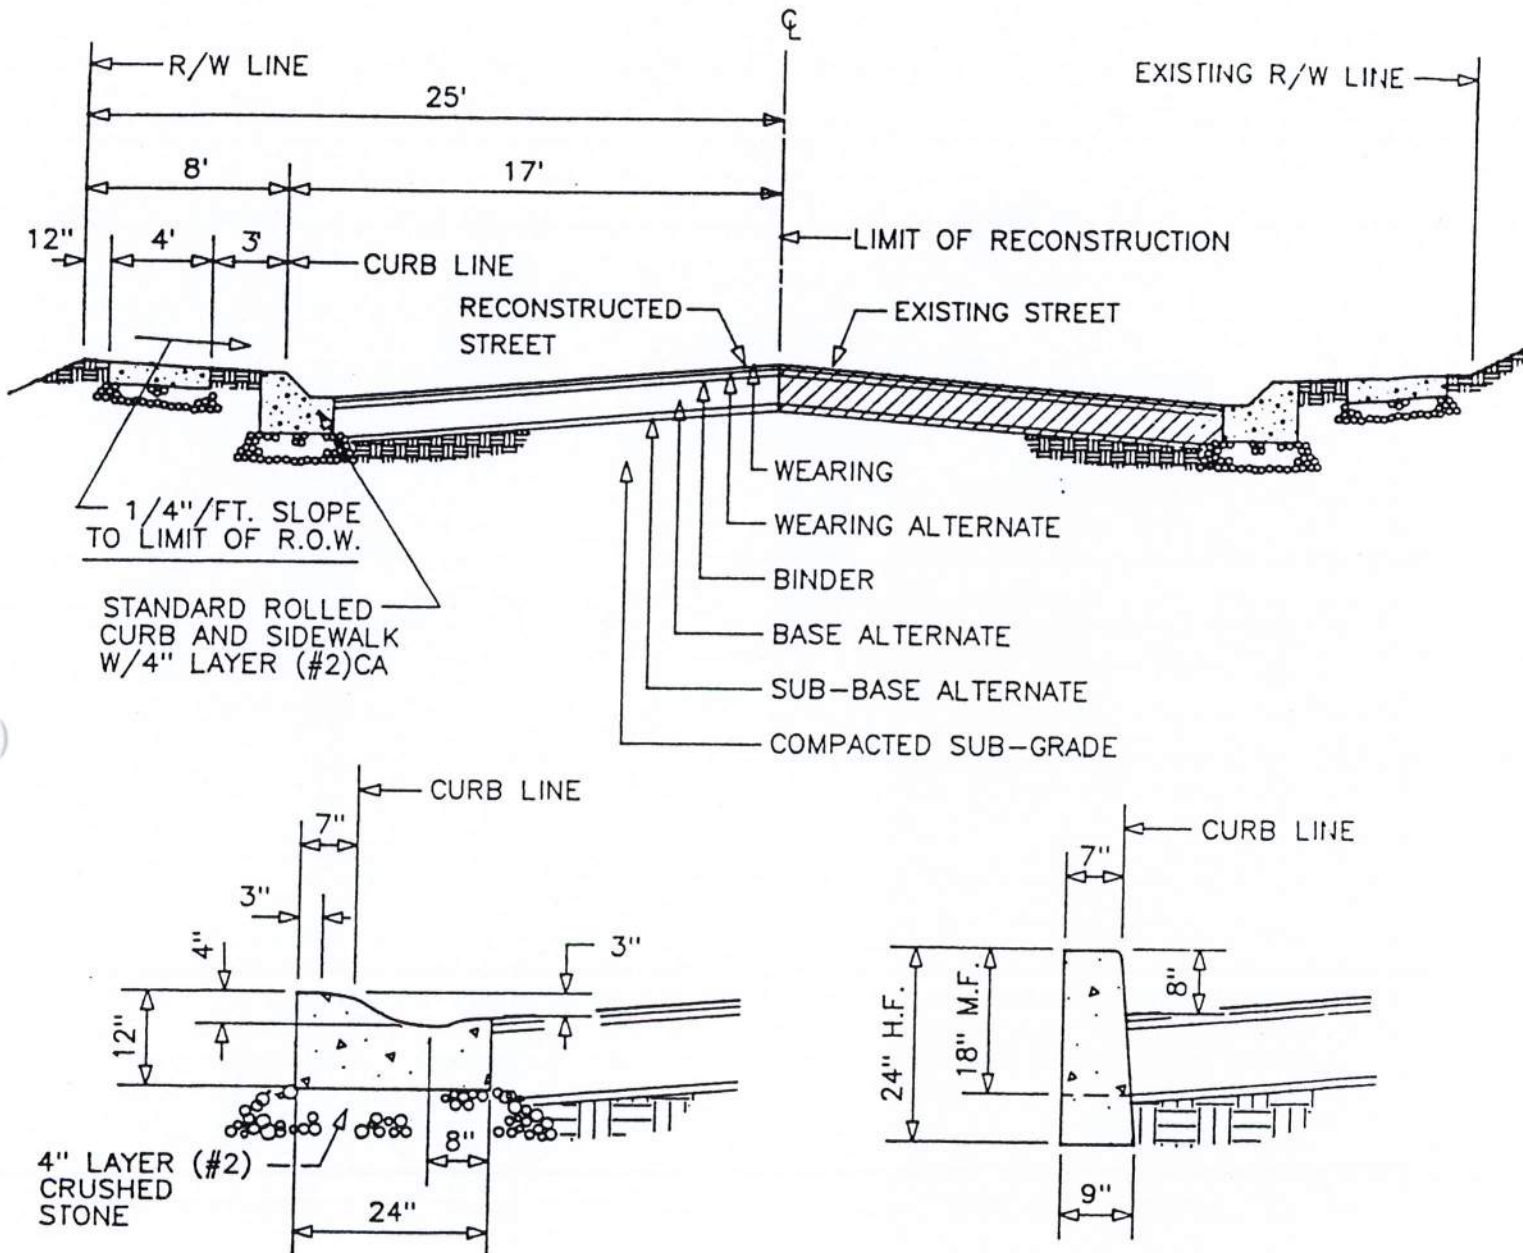 ℄
R/W LINE
EXISTING R/W LINE
25'
8'
17'
12"
4'
3'
CURB LINE
LIMIT OF RECONSTRUCTION
RECONSTRUCTED
STREET
EXISTING STREET
1/4"/FT. SLOPE
TO LIMIT OF R.O.W.
STANDARD ROLLED
CURB AND SIDEWALK
W/4" LAYER (#2)CA
WEARING
WEARING ALTERNATE
BINDER
BASE ALTERNATE
SUB-BASE ALTERNATE
COMPACTED SUB-GRADE
CURB LINE
7"
3"
4"
3"
12"
8"
24"
4" LAYER (#2)
CRUSHED
STONE
CURB LINE
7"
24" H.F.
18" M.F.
8"
9"